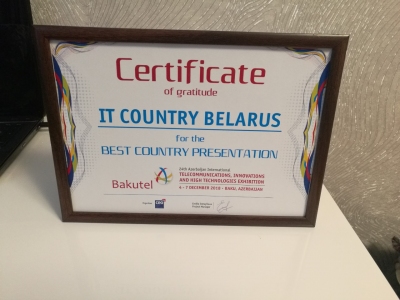 Certificate
of gratitude
IT COUNTRY BELARUS
for the
BEST COUNTRY PRESENTATION
Bakutel
TELECOMMUNICATIONS, INNOVATIONS
AND HIGH TECHNOLOGIES EXHIBITION
BAKU, AZERBAIJAN